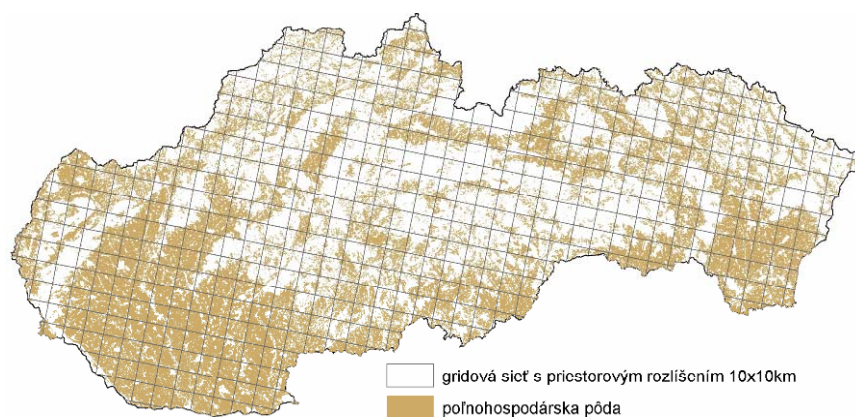 gridová sieť s priestorovým rozlíšením 10x10km
poľnohospodárska pôda